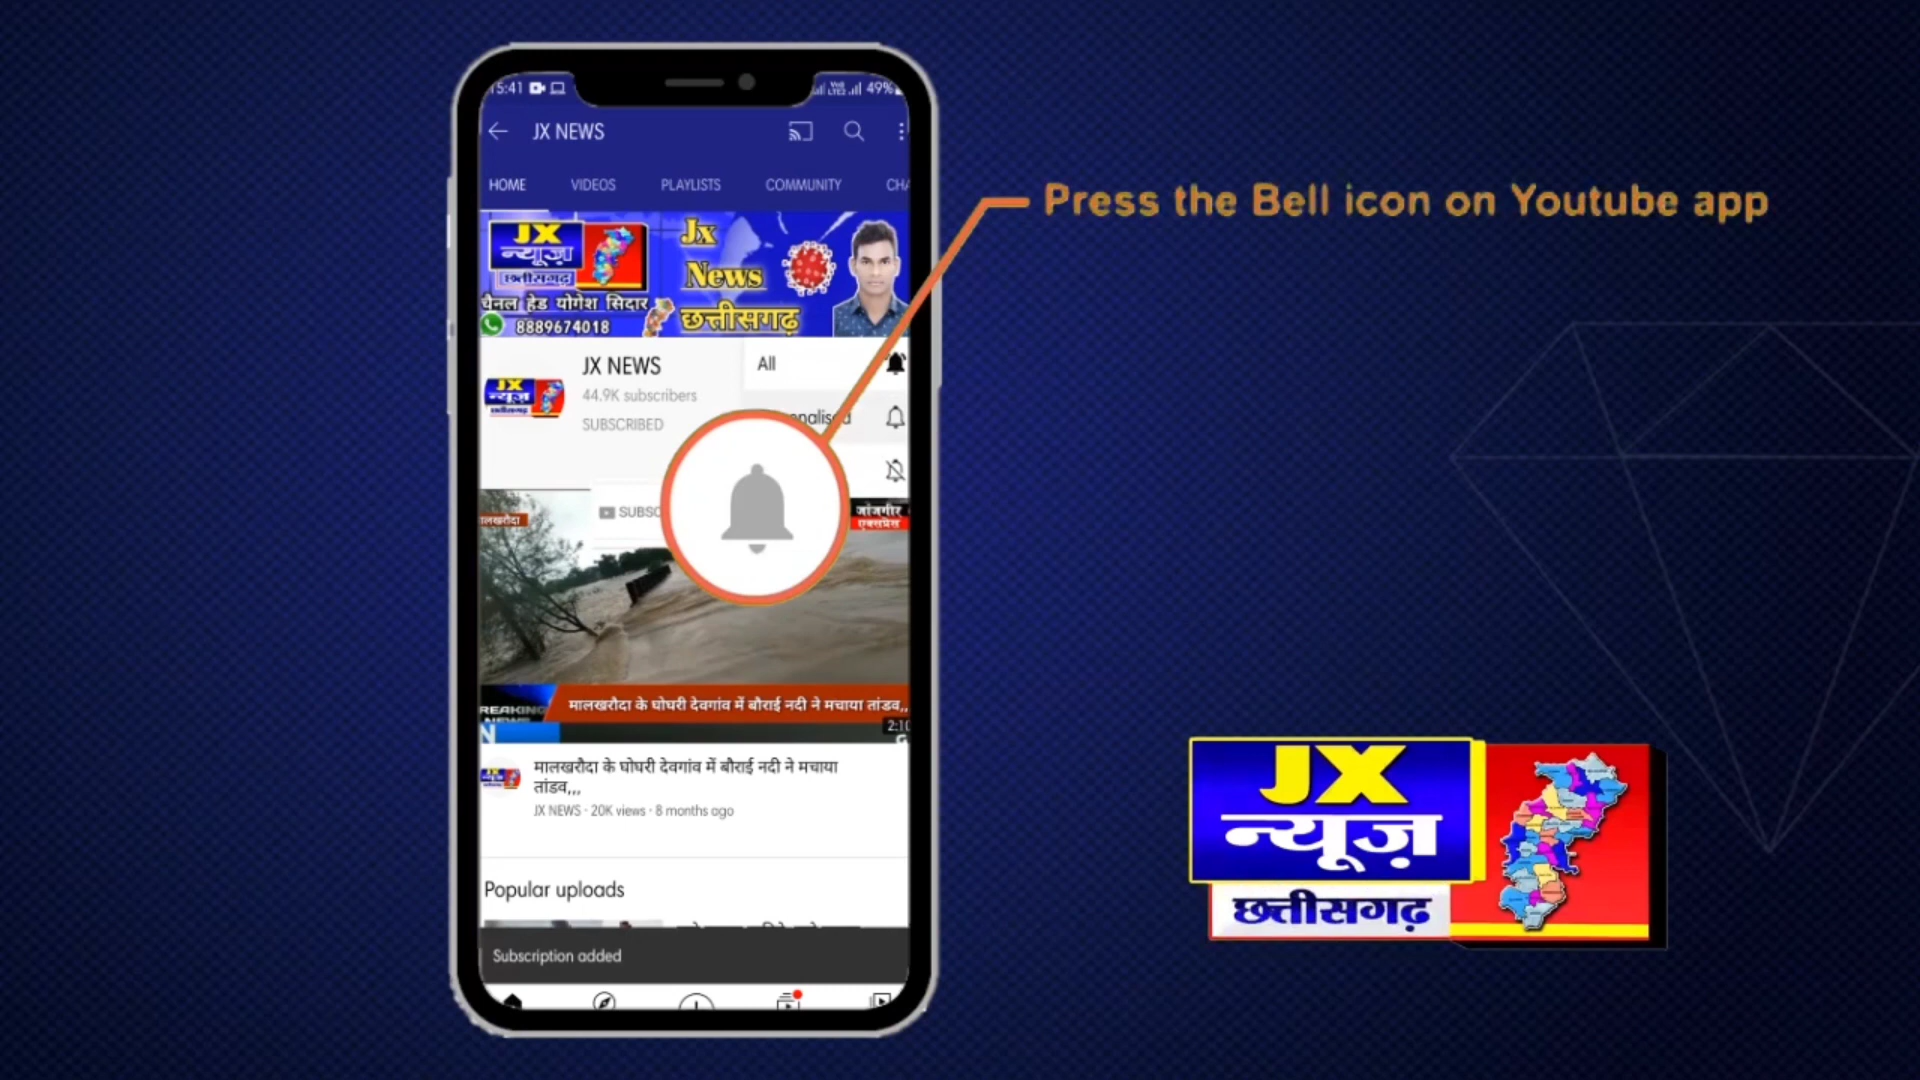 15:41
49%
JX NEWS
HOME
VIDEOS
PLAYLISTS
COMMUNITY
Press the Bell icon on Youtube app
JX
न्यूज़
छत्तीसगढ़
चैनल हेड योगेश सिदार
8889674018
Jx
News
छत्तीसगढ़
JX NEWS
44.9K subscribers
SUBSCRIBED
All
मालखरौदा के घोघरी देवगांव में बौराई नदी ने मचाया तांडव,,
2:10
मालखरौदा के घोघरी देवगांव में बौराई नदी ने मचाया
तांडव,,,
JX NEWS · 20K views · 8 months ago
Popular uploads
Subscription added
JX
न्यूज़
छत्तीसगढ़